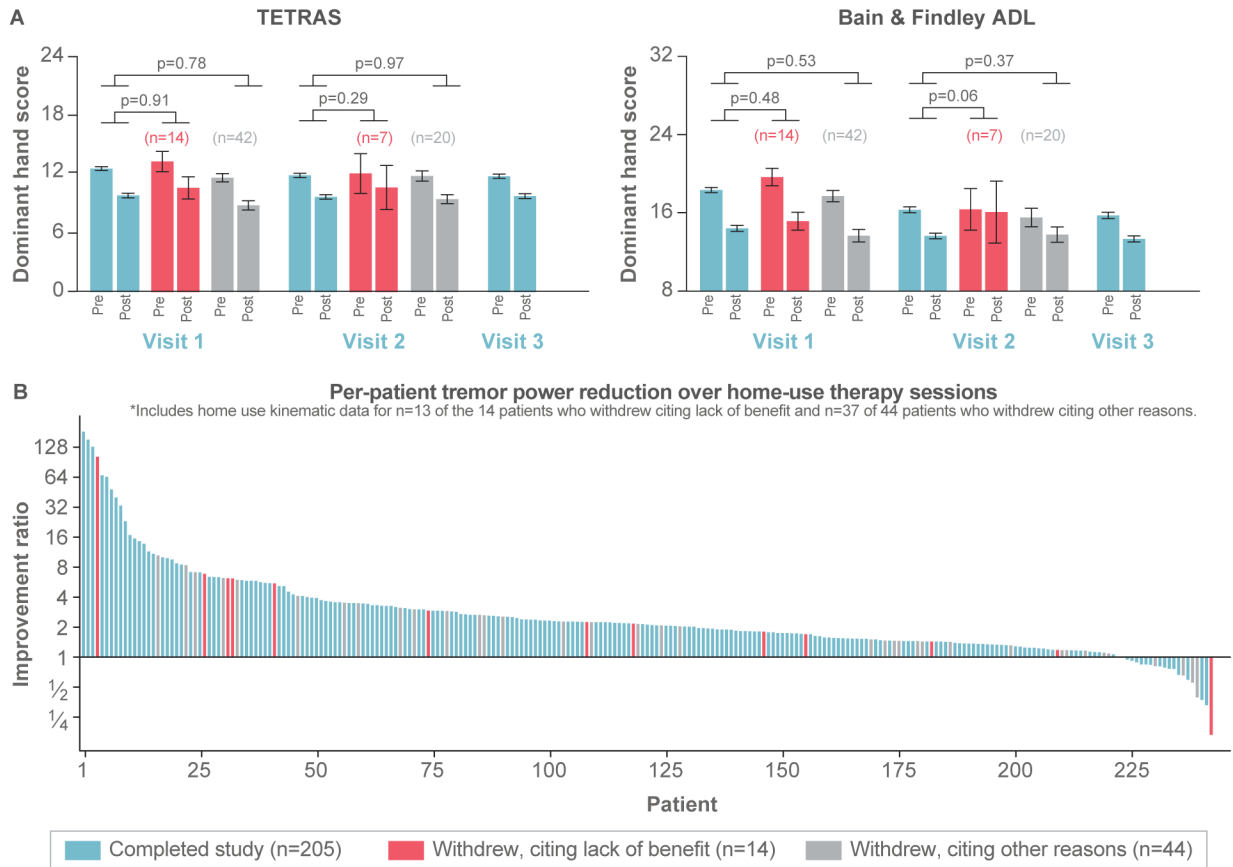 A
TETRAS
Bain & Findley ADL
Dominant hand score
24
18
12
6
0
p=0.78
p=0.91
(n=14)
(n=42)
p=0.97
p=0.29
(n=7)
(n=20)
Pre
Post
Pre
Post
Pre
Post
Pre
Post
Pre
Post
Pre
Post
Pre
Post
Visit 1
Visit 2
Visit 3
Dominant hand score
32
24
16
8
p=0.53
p=0.48
(n=14)
(n=42)
p=0.37
p=0.06
(n=7)
(n=20)
Pre
Post
Pre
Post
Pre
Post
Pre
Post
Pre
Post
Pre
Post
Pre
Post
Visit 1
Visit 2
Visit 3
B
Per-patient tremor power reduction over home-use therapy sessions
*Includes home use kinematic data for n=13 of the 14 patients who withdrew citing lack of benefit and n=37 of 44 patients who withdrew citing other reasons.
Improvement ratio
128
64
32
16
8
4
2
1
½
¼
1
25
50
75
100
125
150
175
200
225
Patient
Completed study (n=205)
Withdrew, citing lack of benefit (n=14)
Withdrew, citing other reasons (n=44)